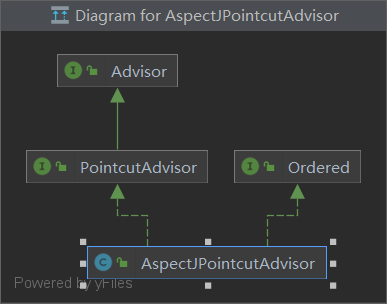 Diagram for AspectJPointcutAdvisor
I Advisor
I PointcutAdvisor
I Ordered
C AspectJPointcutAdvisor
Powered by yFiles